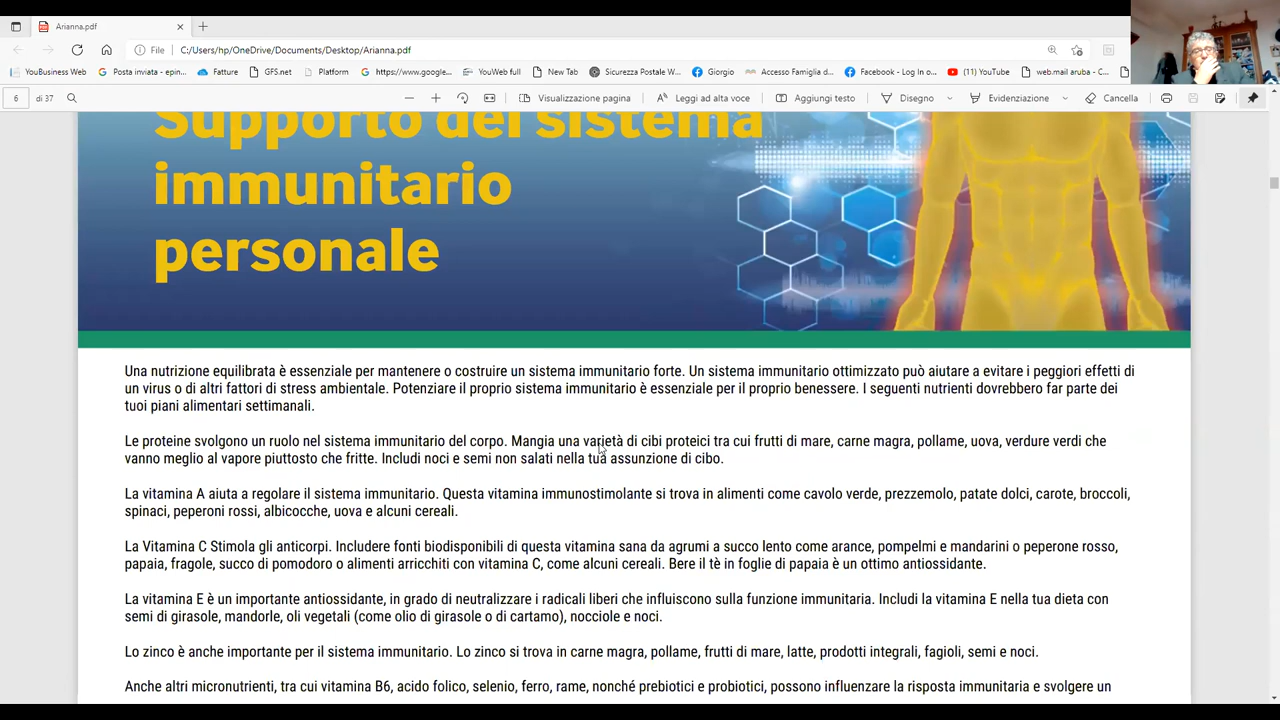 Arianna.pdf
File
C:/Users/hp/OneDrive/Documents/Desktop/Arianna.pdf
YouBusiness Web
Posta inviata - epin...
Fatture
GFS.net
Platform
https://www.google...
YouWeb full
New Tab
Sicurezza Postale W...
Giorgio
Accesso Famiglia d...
Facebook - Log In o...
(11) YouTube
web.mail aruba - C...
6 di 37
Visualizzazione pagina
Leggi ad alta voce
Aggiungi testo
Disegno
Evidenziazione
Cancella
Supporto del sistema
immunitario
personale
Una nutrizione equilibrata è essenziale per mantenere o costruire un sistema immunitario forte. Un sistema immunitario ottimizzato può aiutare a evitare i peggiori effetti di
un virus o di altri fattori di stress ambientale. Potenziare il proprio sistema immunitario è essenziale per il proprio benessere. I seguenti nutrienti dovrebbero far parte dei
tuoi piani alimentari settimanali.
Le proteine svolgono un ruolo nel sistema immunitario del corpo. Mangia una varietà di cibi proteici tra cui frutti di mare, carne magra, pollame, uova, verdure verdi che
vanno meglio al vapore piuttosto che fritte. Includi noci e semi non salati nella tua assunzione di cibo.
La vitamina A aiuta a regolare il sistema immunitario. Questa vitamina immunostimolante si trova in alimenti come cavolo verde, prezzemolo, patate dolci, carote, broccoli,
spinaci, peperoni rossi, albicocche, uova e alcuni cereali.
La Vitamina C Stimola gli anticorpi. Includere fonti biodisponibili di questa vitamina sana da agrumi a succo lento come arance, pompelmi e mandarini o peperone rosso,
papaia, fragole, succo di pomodoro o alimenti arricchiti con vitamina C, come alcuni cereali. Bere il tè in foglie di papaia è un ottimo antiossidante.
La vitamina E è un importante antiossidante, in grado di neutralizzare i radicali liberi che influiscono sulla funzione immunitaria. Includi la vitamina E nella tua dieta con
semi di girasole, mandorle, oli vegetali (come olio di girasole o di cartamo), nocciole e noci.
Lo zinco è anche importante per il sistema immunitario. Lo zinco si trova in carne magra, pollame, frutti di mare, latte, prodotti integrali, fagioli, semi e noci.
Anche altri micronutrienti, tra cui vitamina B6, acido folico, selenio, ferro, rame, nonché prebiotici e probiotici, possono influenzare la risposta immunitaria e svolgere un